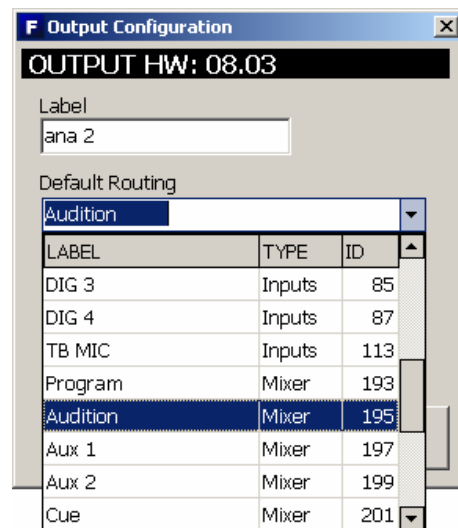 F Output Configuration
OUTPUT HW: 08.03
Label
ana 2
Default Routing
Audition
LABEL TYPE ID
DIG 3 Inputs 85
DIG 4 Inputs 87
TB MIC Inputs 113
Program Mixer 193
Audition Mixer 195
Aux 1 Mixer 197
Aux 2 Mixer 199
Cue Mixer 201